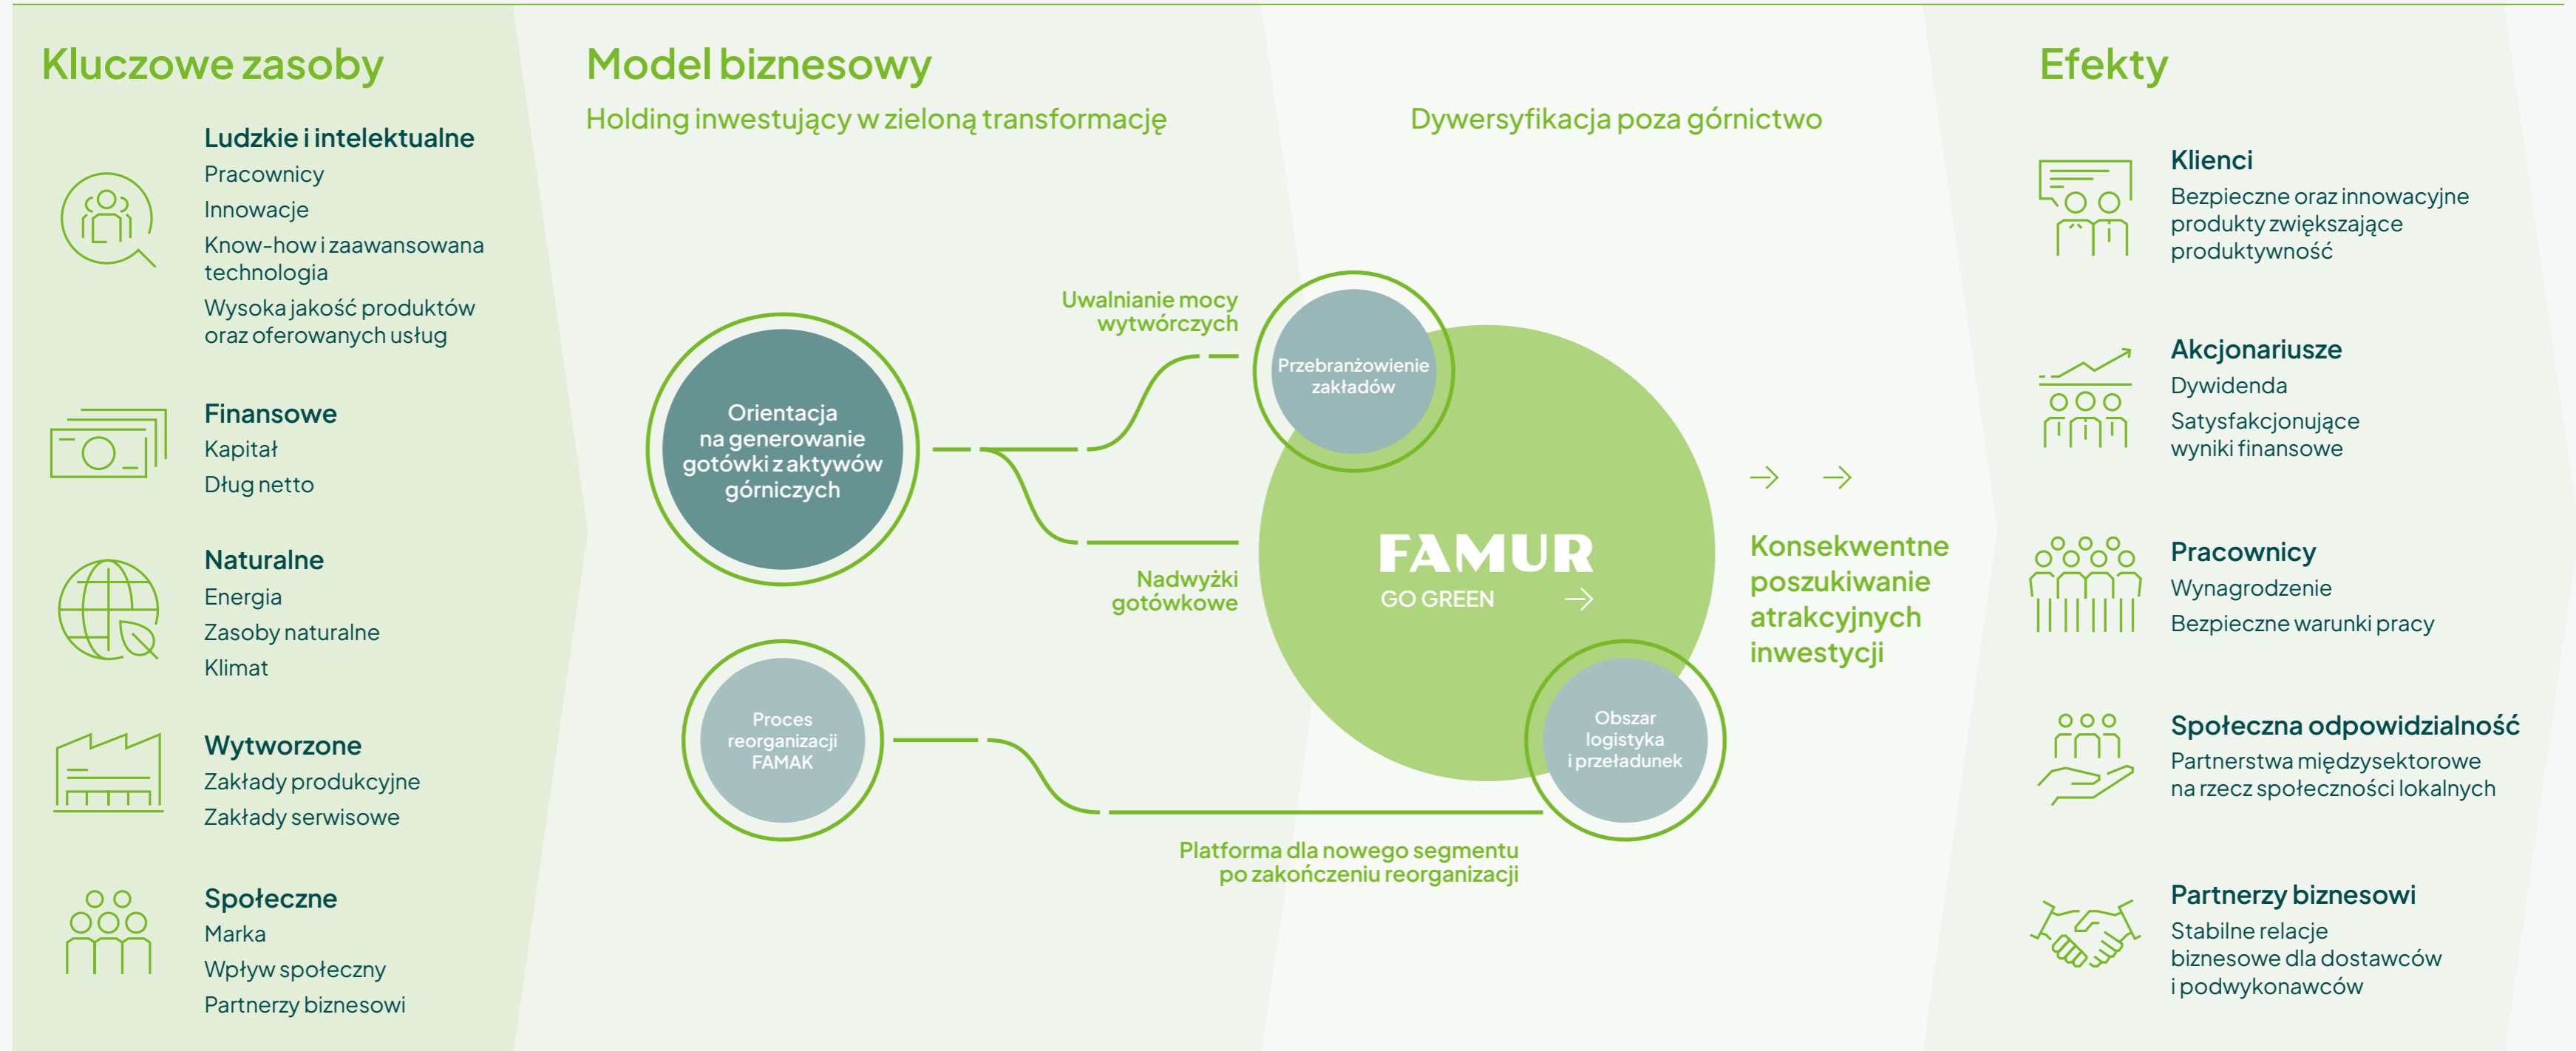 Kluczowe zasoby
Ludzkie i intelektualne
Pracownicy
Innowacje
Know-how i zaawansowana
technologia
Wysoka jakość produktów
oraz oferowanych usług
Finansowe
Kapitał
Dług netto
Naturalne
Energia
Zasoby naturalne
Klimat
Wytworzone
Zakłady produkcyjne
Zakłady serwisowe
Społeczne
Marka
Wpływ społeczny
Partnerzy biznesowi
Model biznesowy
Holding inwestujący w zieloną transformację
Dywersyfikacja poza górnictwo
Orientacja
na generowanie
gotówki z aktywów
górniczych
Uwalnianie mocy
wytwórczych
Nadwyżki
gotówkowe
Przebranżowienie
zakładów
FAMUR
GO GREEN
Proces
reorganizacji
FAMAK
Platforma dla nowego segmentu
po zakończeniu reorganizacji
Obszar
logistyka
i przeładunek
Konsekwentne
poszukiwanie
atrakcyjnych
inwestycji
Efekty
Klienci
Bezpieczne oraz innowacyjne
produkty zwiększające
produktywność
Akcjonariusze
Dywidenda
Satysfakcjonujące
wyniki finansowe
Pracownicy
Wynagrodzenie
Bezpieczne warunki pracy
Społeczna odpowidzialność
Partnerstwa międzysektorowe
na rzecz społeczności lokalnych
Partnerzy biznesowi
Stabilne relacje
biznesowe dla dostawców
i podwykonawców